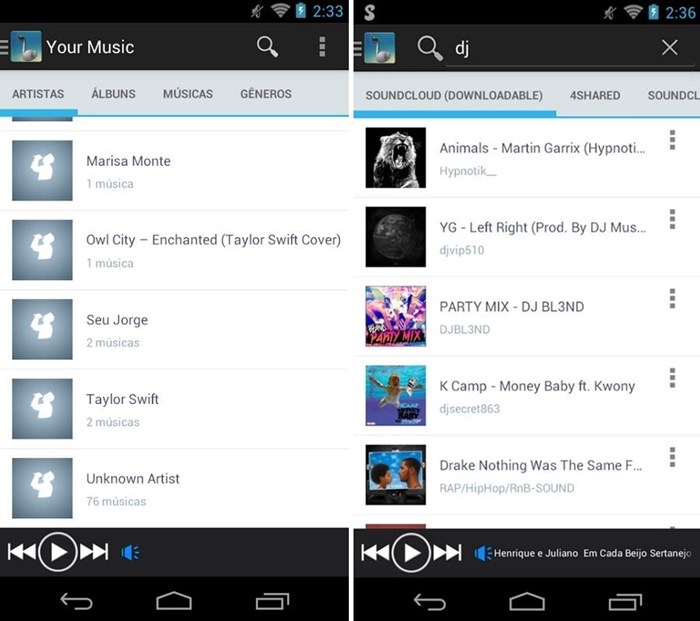 2:33
Your Music
ARTISTAS ÁLBUNS MÚSICAS GÊNEROS
Marisa Monte
1 música
Owl City – Enchanted (Taylor Swift Cover)
1 música
Seu Jorge
2 músicas
Taylor Swift
2 músicas
Unknown Artist
76 músicas
2:36
dj
SOUNDCLOUD (DOWNLOADABLE) 4SHARED SOUNDCL
Animals - Martin Garrix (Hypnoti...
Hypnotik__
YG - Left Right (Prod. By DJ Mus...
djvip510
PARTY MIX - DJ BL3ND
DJBL3ND
PARTY MIX
K Camp - Money Baby ft. Kwony
djsecret863
Drake Nothing Was The Same F...
RAP/HipHop/RnB-SOUND
Henrique e Juliano Em Cada Beijo Sertanejo